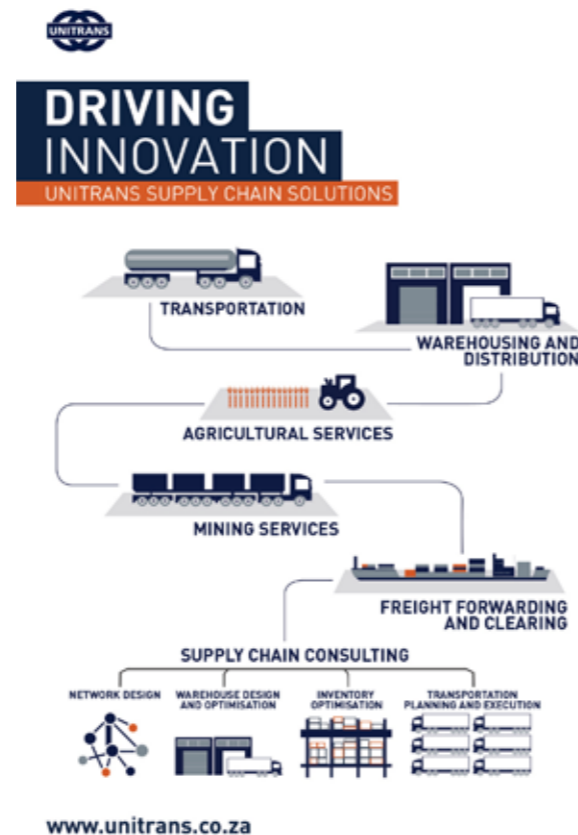 UNITRANS
DRIVING
INNOVATION
UNITRANS SUPPLY CHAIN SOLUTIONS
TRANSPORTATION
WAREHOUSING AND
DISTRIBUTION
AGRICULTURAL SERVICES
MINING SERVICES
FREIGHT FORWARDING
AND CLEARING
SUPPLY CHAIN CONSULTING
NETWORK DESIGN
WAREHOUSE DESIGN
AND OPTIMISATION
INVENTORY
OPTIMISATION
TRANSPORTATION
PLANNING AND EXECUTION
www.unitrans.co.za